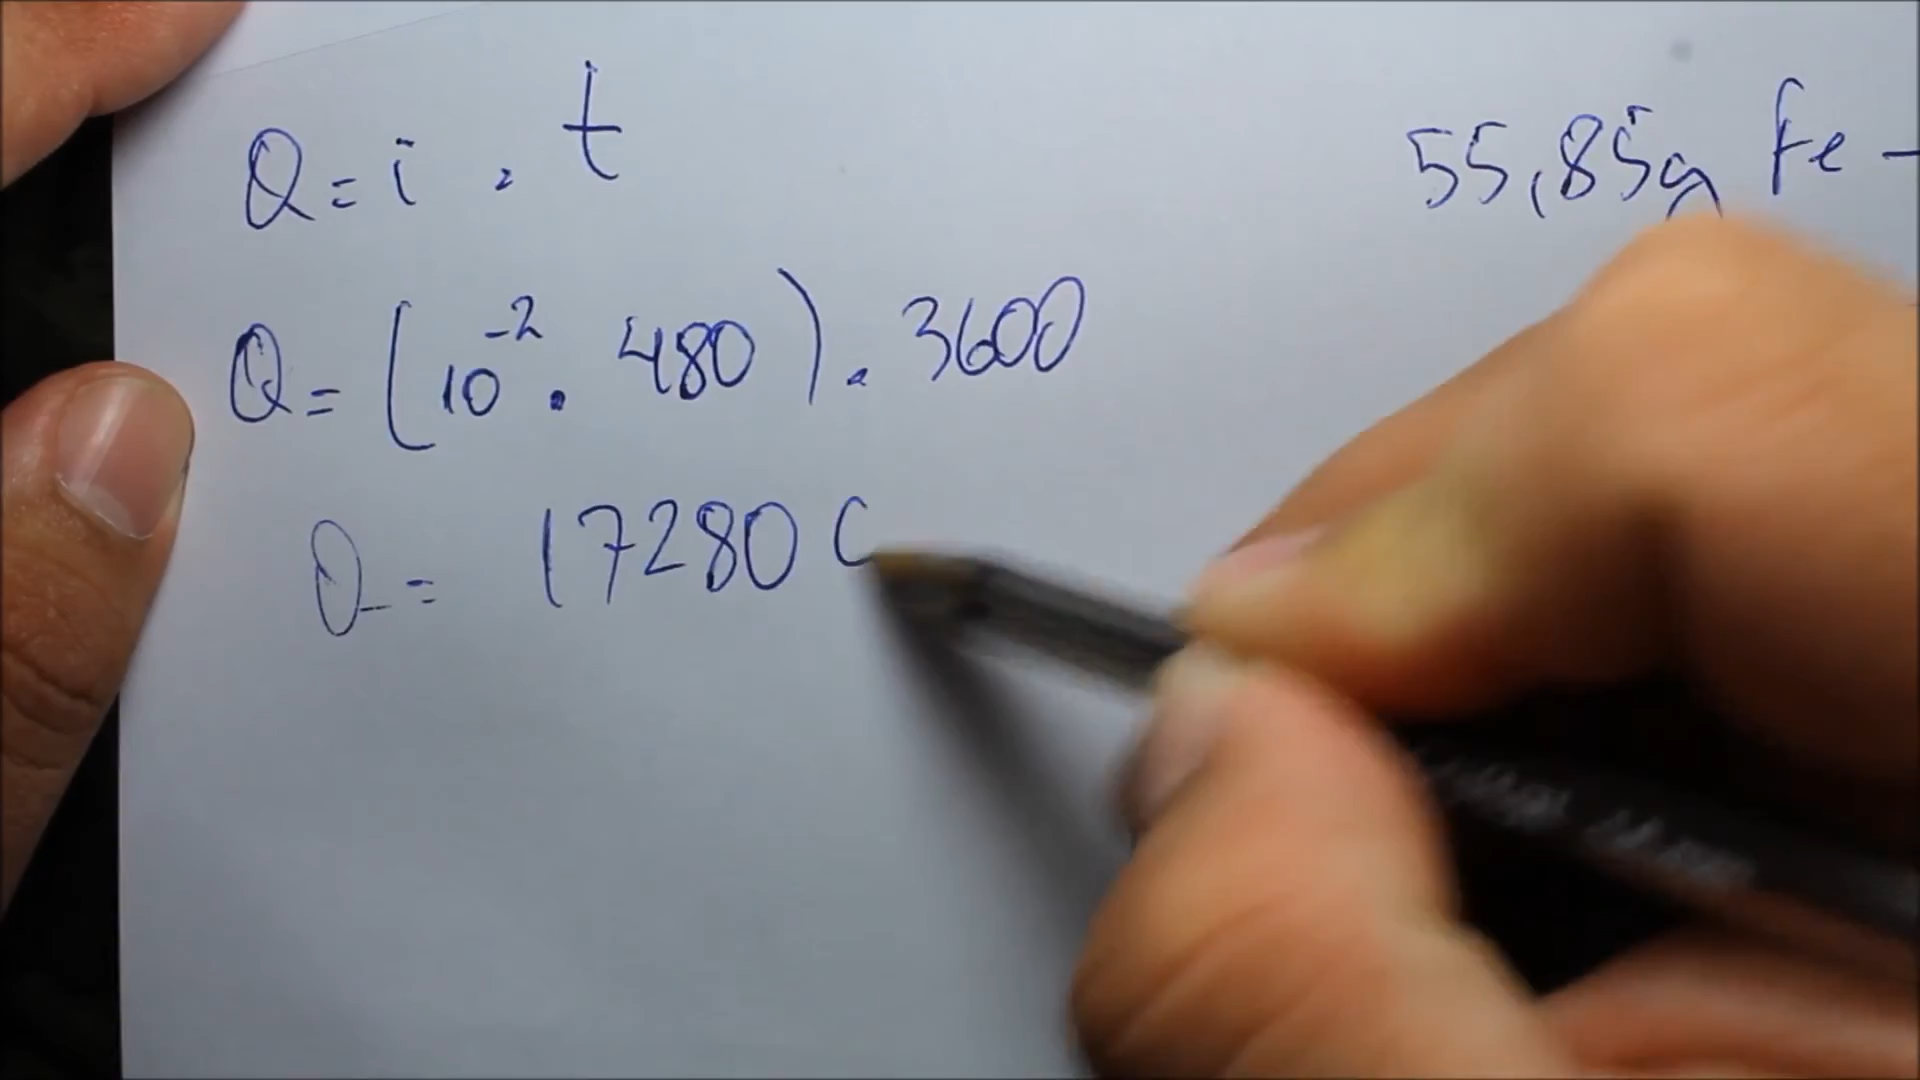 Q = i . t
55,85g Fe -
Q = (10⁻² . 480) . 3600
Q = 17280 C